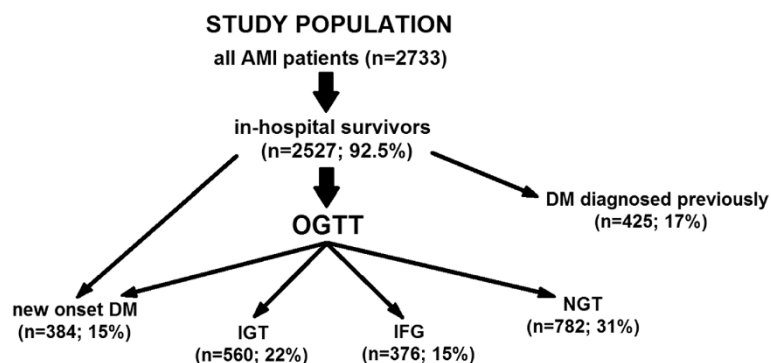 STUDY POPULATION
all AMI patients (n=2733)
in-hospital survivors
(n=2527; 92.5%)
DM diagnosed previously
(n=425; 17%)
OGTT
new onset DM
(n=384; 15%)
IGT
(n=560; 22%)
IFG
(n=376; 15%)
NGT
(n=782; 31%)